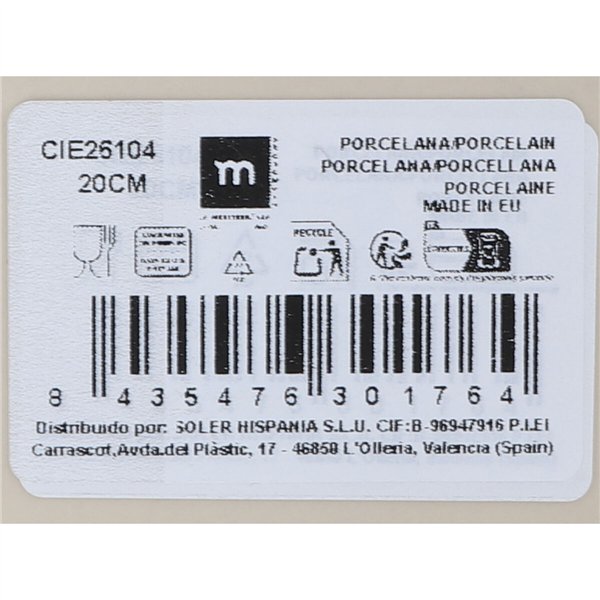 CIE26104
20CM
m
PORCELANA/PORCELAIN
PORCELANA/PORCELLANA
PORCELAINE
MADE IN EU
RECYCLE
8 435476 301764
Distribuido por: SOLER HISPANIA S.L.U. CIF:B-96947916 P.I.El
Carrascot,Avda.del Plàstic, 17 - 46850 L'Olleria, Valencia (Spain)